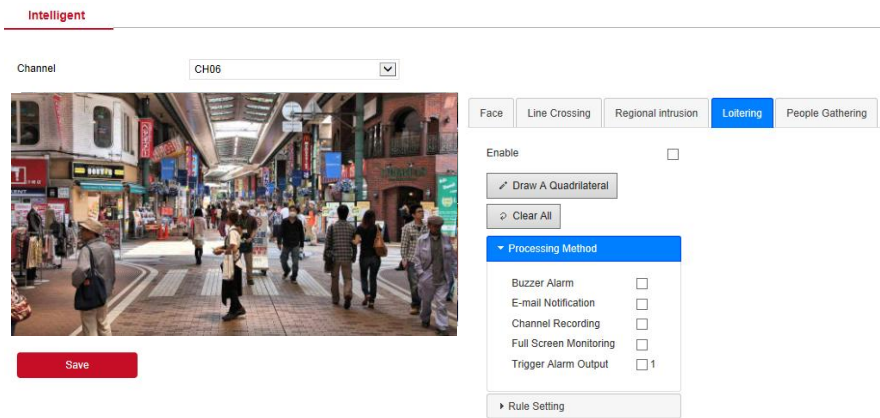 Intelligent
Channel
CH06
Face
Line Crossing
Regional intrusion
Loitering
People Gathering
Enable
Draw A Quadrilateral
Clear All
Processing Method
Buzzer Alarm
E-mail Notification
Channel Recording
Full Screen Monitoring
Trigger Alarm Output 1
Save
Rule Setting